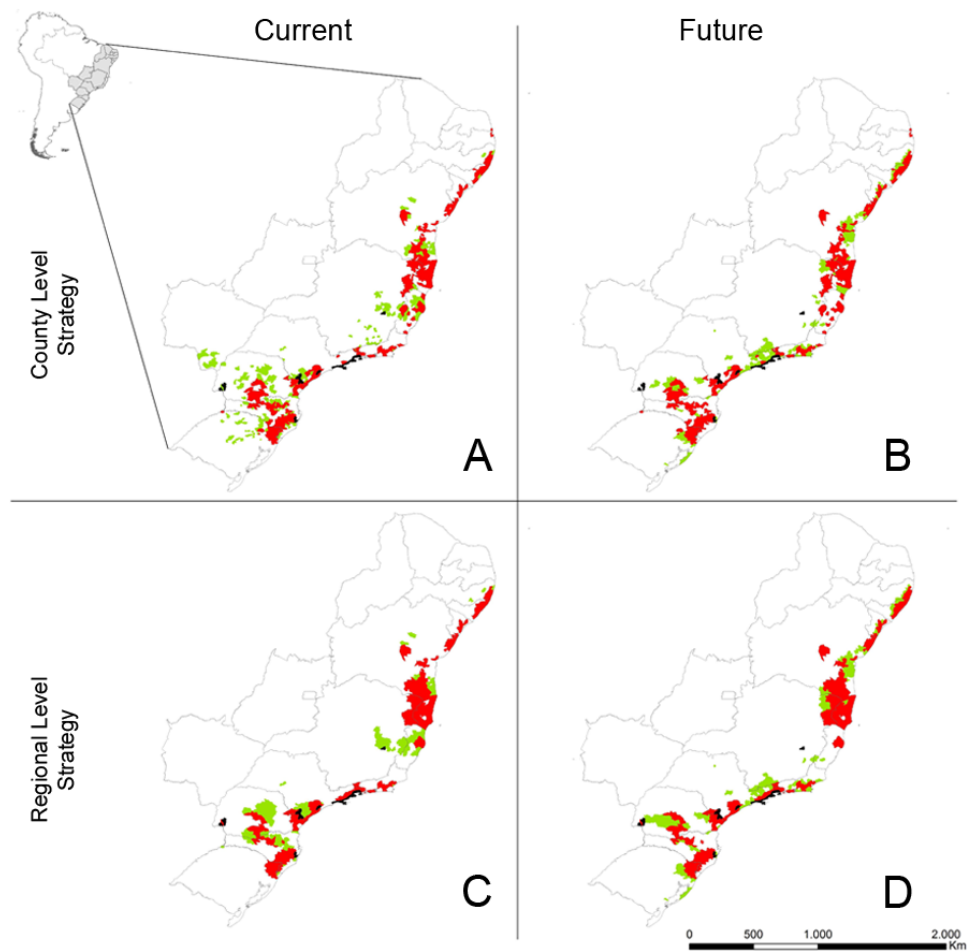 Current
Future
County Level
Strategy
A
B
Regional Level
Strategy
C
D
0 500 1.000 2.000
Km